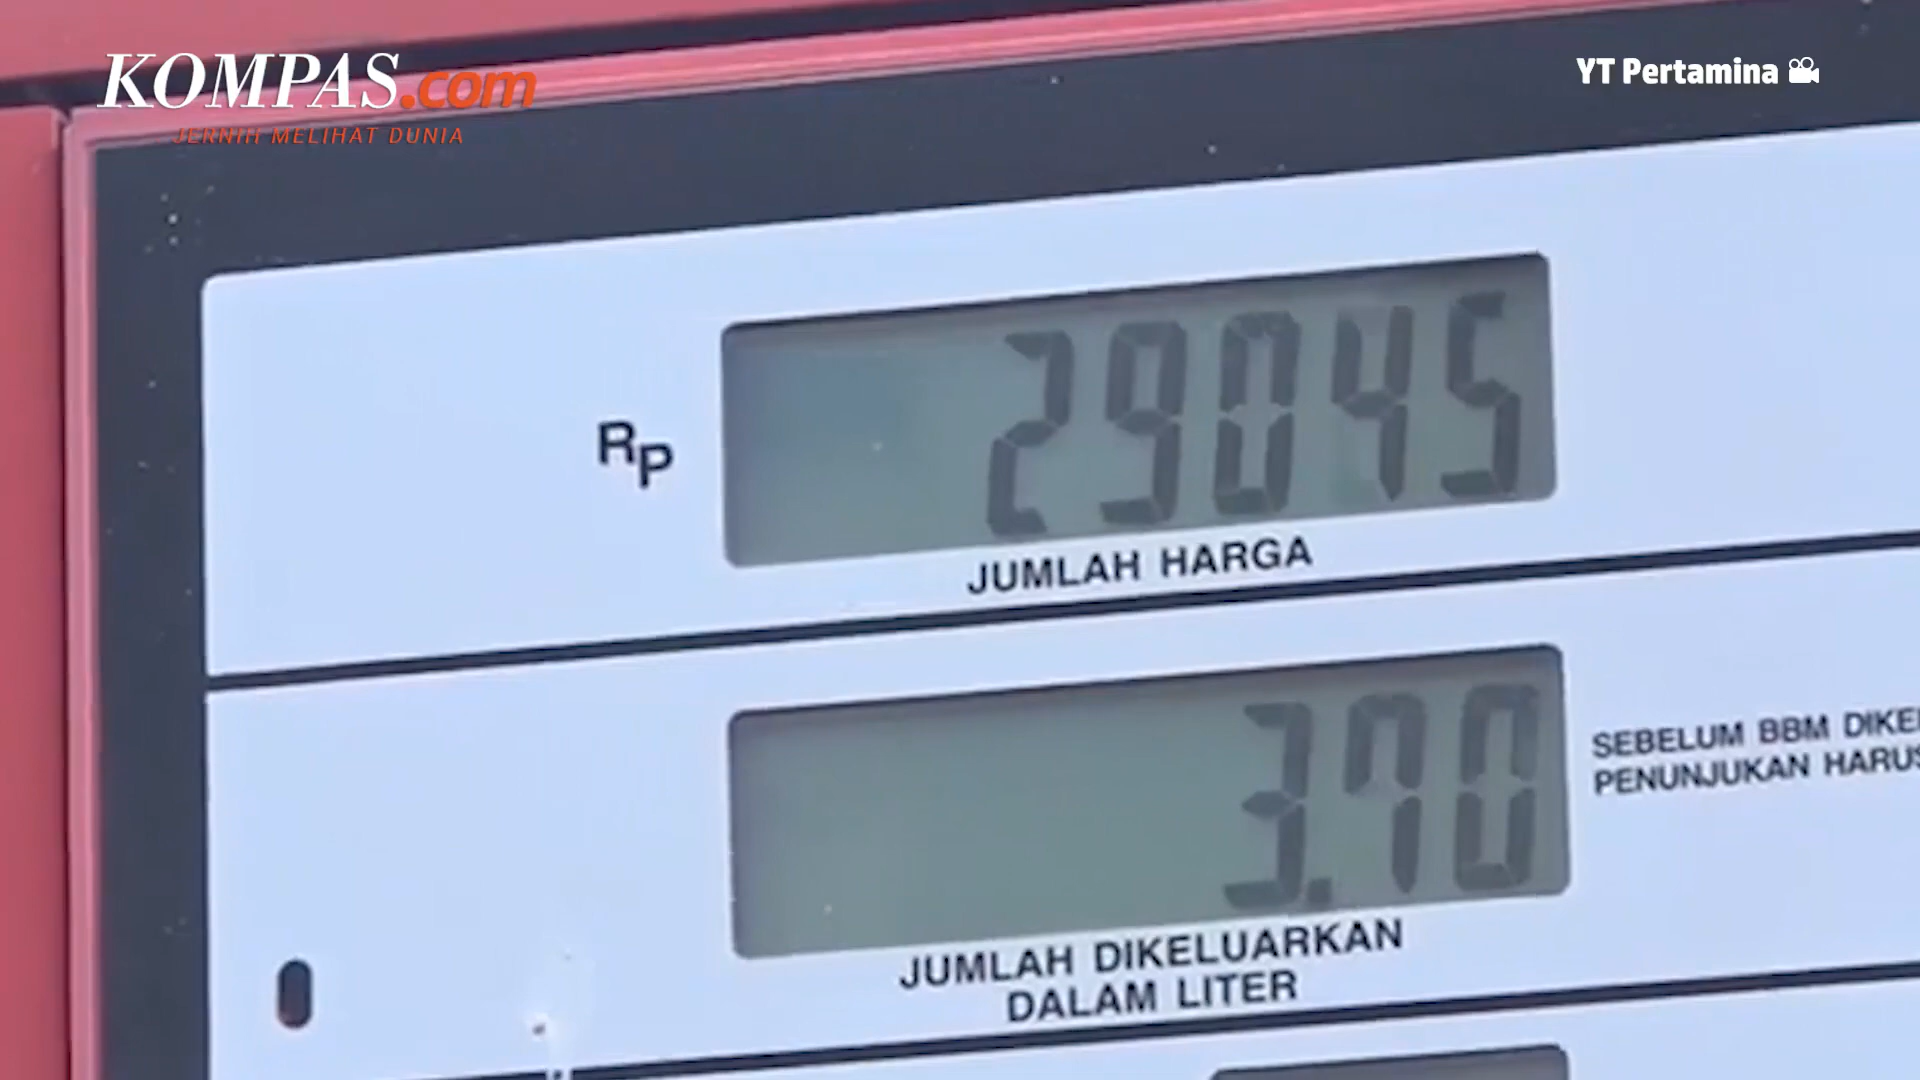 KOMPAS.com
JERNIH MELIHAT DUNIA
YT Pertamina
Rp
29045
JUMLAH HARGA
3.70
JUMLAH DIKELUARKAN
DALAM LITER
SEBELUM BBM DIKE
PENUNJUKAN HARUS